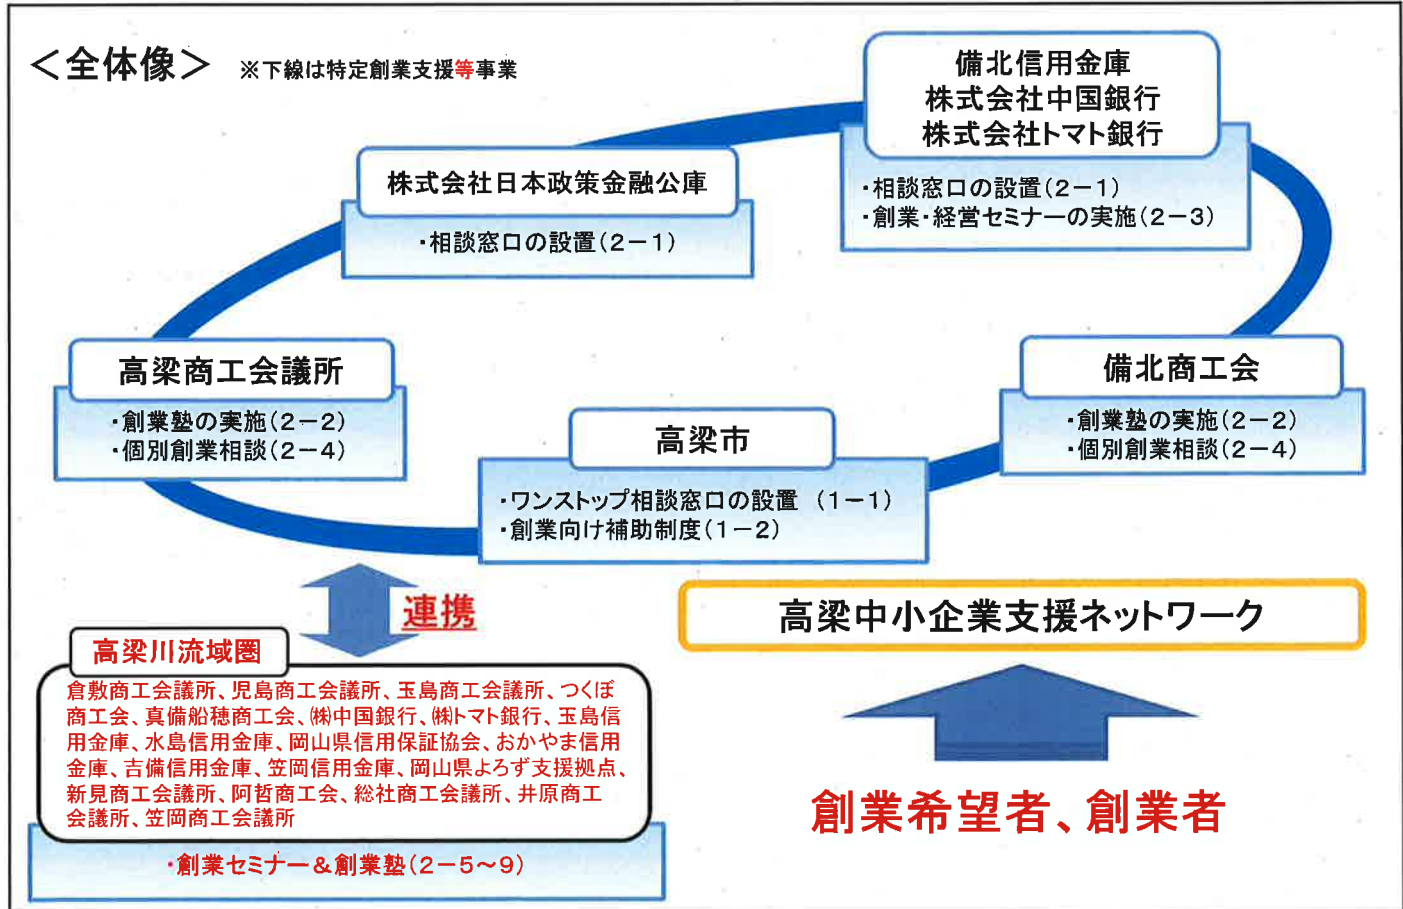 ＜全体像＞ ※下線は特定創業支援等事業
備北信用金庫
株式会社中国銀行
株式会社トマト銀行
・相談窓口の設置(２－１)
・創業・経営セミナーの実施(２－３)
株式会社日本政策金融公庫
・相談窓口の設置(２－１)
高梁商工会議所
・創業塾の実施(２－２)
・個別創業相談(２－４)
備北商工会
・創業塾の実施(２－２)
・個別創業相談(２－４)
高梁市
・ワンストップ相談窓口の設置 (１－１)
・創業向け補助制度(１－２)
連携
高梁中小企業支援ネットワーク
高梁川流域圏
倉敷商工会議所、児島商工会議所、玉島商工会議所、つくぼ
商工会、真備船穂商工会、㈱中国銀行、㈱トマト銀行、玉島信
用金庫、水島信用金庫、岡山県信用保証協会、おかやま信用
金庫、吉備信用金庫、笠岡信用金庫、岡山県よろず支援拠点、
新見商工会議所、阿哲商工会、総社商工会議所、井原商工
会議所、笠岡商工会議所
・創業セミナー＆創業塾(２－５～９)
創業希望者、創業者